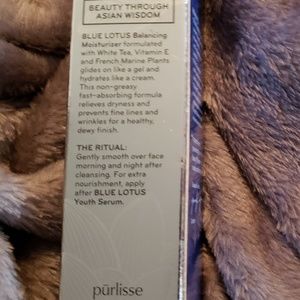 BEAUTY THROUGH
ASIAN WISDOM
BLUE LOTUS Balancing
Moisturizer formulated
with White Tea, Vitamin E
and French Marine Plants
glides on like a gel and
hydrates like a cream.
This non-greasy
fast-absorbing formula
relieves dryness and
prevents fine lines and
wrinkles for a healthy,
dewy finish.
THE RITUAL:
Gently smooth over face
morning and night after
cleansing. For extra
nourishment, apply
after BLUE LOTUS
Youth Serum.
pūrlisse